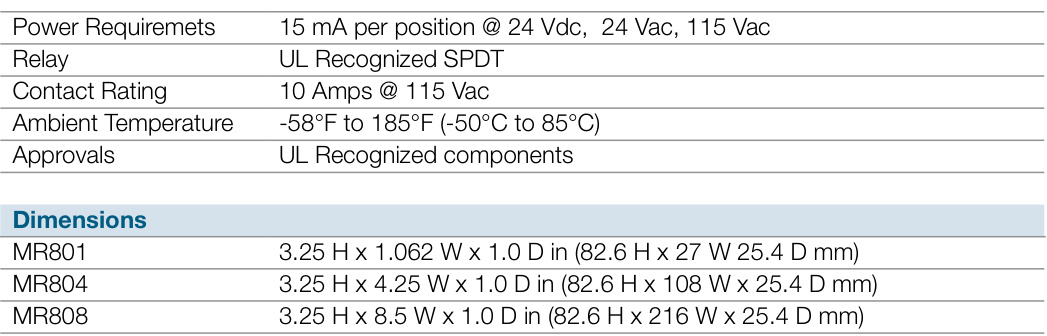 Power Requiremets 15 mA per position @ 24 Vdc, 24 Vac, 115 Vac
Relay UL Recognized SPDT
Contact Rating 10 Amps @ 115 Vac
Ambient Temperature -58°F to 185°F (-50°C to 85°C)
Approvals UL Recognized components
Dimensions
MR801 3.25 H x 1.062 W x 1.0 D in (82.6 H x 27 W 25.4 D mm)
MR804 3.25 H x 4.25 W x 1.0 D in (82.6 H x 108 W x 25.4 D mm)
MR808 3.25 H x 8.5 W x 1.0 D in (82.6 H x 216 W x 25.4 D mm)